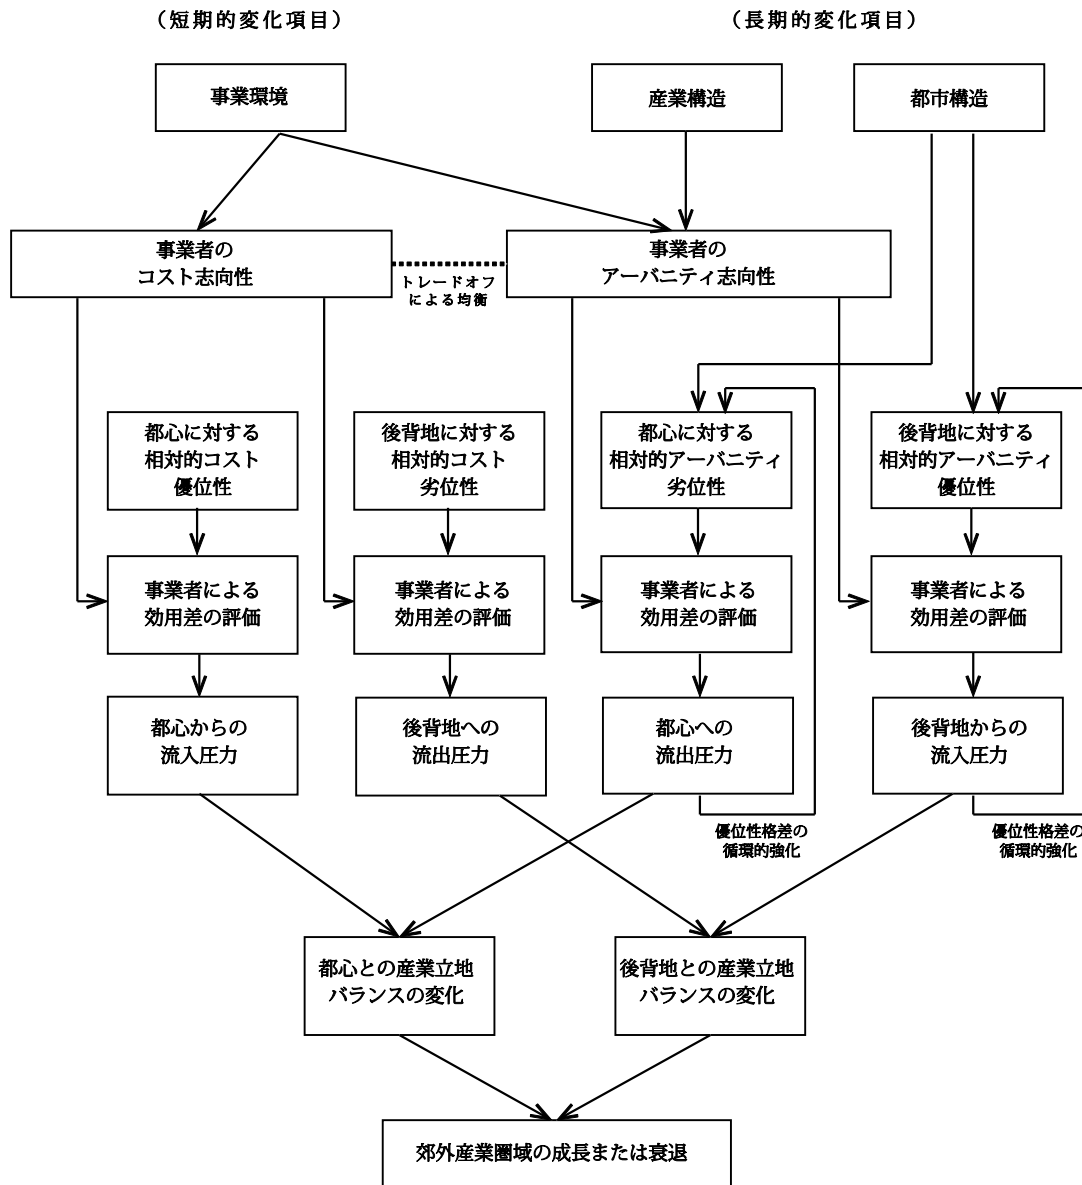 （短期的変化項目）
（長期的変化項目）
事業環境
産業構造
都市構造
事業者の
コスト志向性
トレードオフ
による均衡
事業者の
アーバニティ志向性
都心に対する
相対的コスト
優位性
後背地に対する
相対的コスト
劣位性
都心に対する
相対的アーバニティ
劣位性
後背地に対する
相対的アーバニティ
優位性
事業者による
効用差の評価
事業者による
効用差の評価
事業者による
効用差の評価
事業者による
効用差の評価
都心からの
流入圧力
後背地への
流出圧力
都心への
流出圧力
後背地からの
流入圧力
優位性格差の
循環的強化
優位性格差の
循環的強化
都心との産業立地
バランスの変化
後背地との産業立地
バランスの変化
郊外産業圏域の成長または衰退